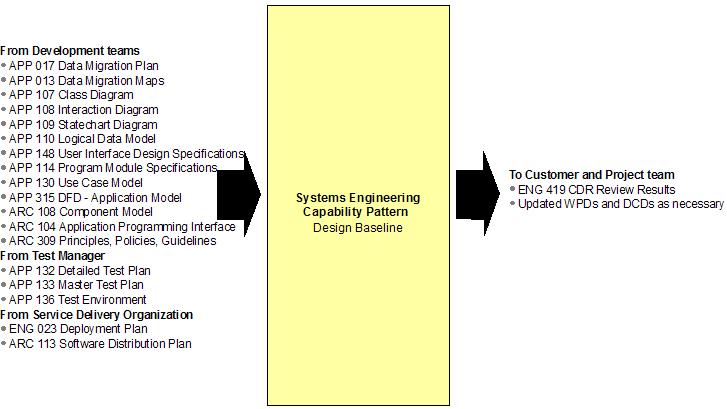 From Development teams
APP 017 Data Migration Plan
APP 013 Data Migration Maps
APP 107 Class Diagram
APP 108 Interaction Diagram
APP 109 Statechart Diagram
APP 110 Logical Data Model
APP 148 User Interface Design Specifications
APP 114 Program Module Specifications
APP 130 Use Case Model
APP 315 DFD - Application Model
ARC 108 Component Model
ARC 104 Application Programming Interface
ARC 309 Principles, Policies, Guidelines
From Test Manager
APP 132 Detailed Test Plan
APP 133 Master Test Plan
APP 136 Test Environment
From Service Delivery Organization
ENG 023 Deployment Plan
ARC 113 Software Distribution Plan
Systems Engineering
Capability Pattern
Design Baseline
To Customer and Project team
ENG 419 CDR Review Results
Updated WPDs and DCDs as necessary